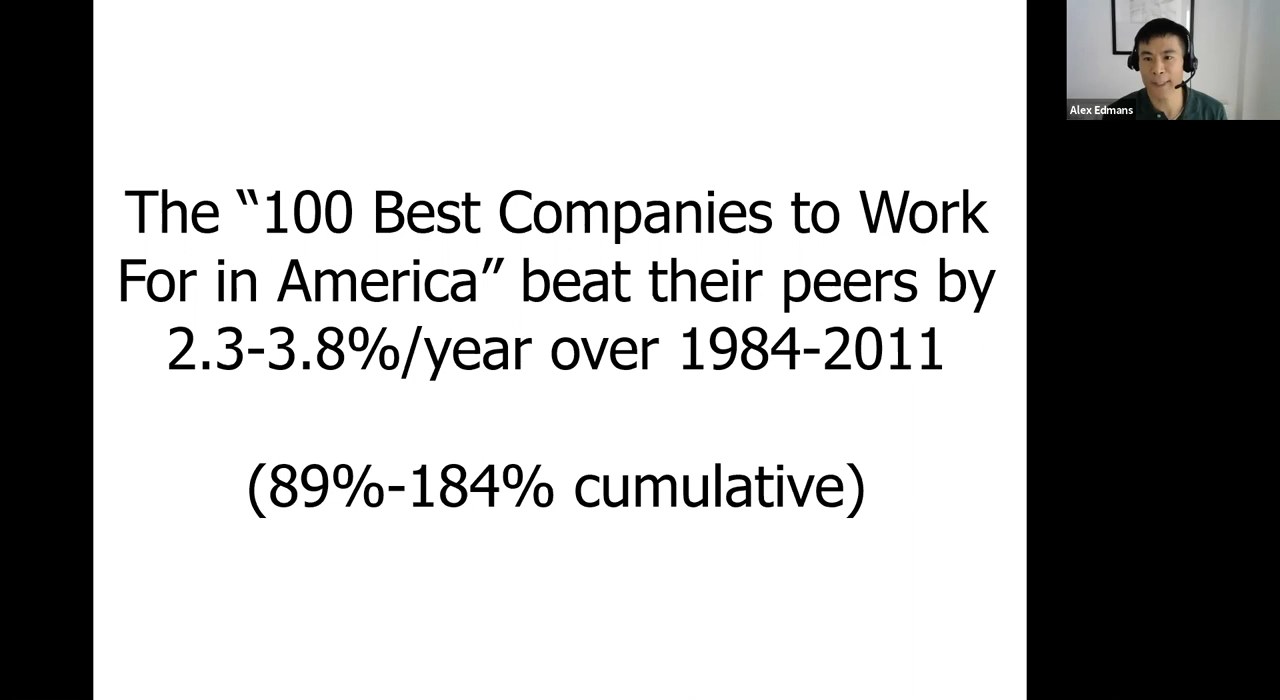 The “100 Best Companies to Work
For in America” beat their peers by
2.3-3.8%/year over 1984-2011
(89%-184% cumulative)
Alex Edmans